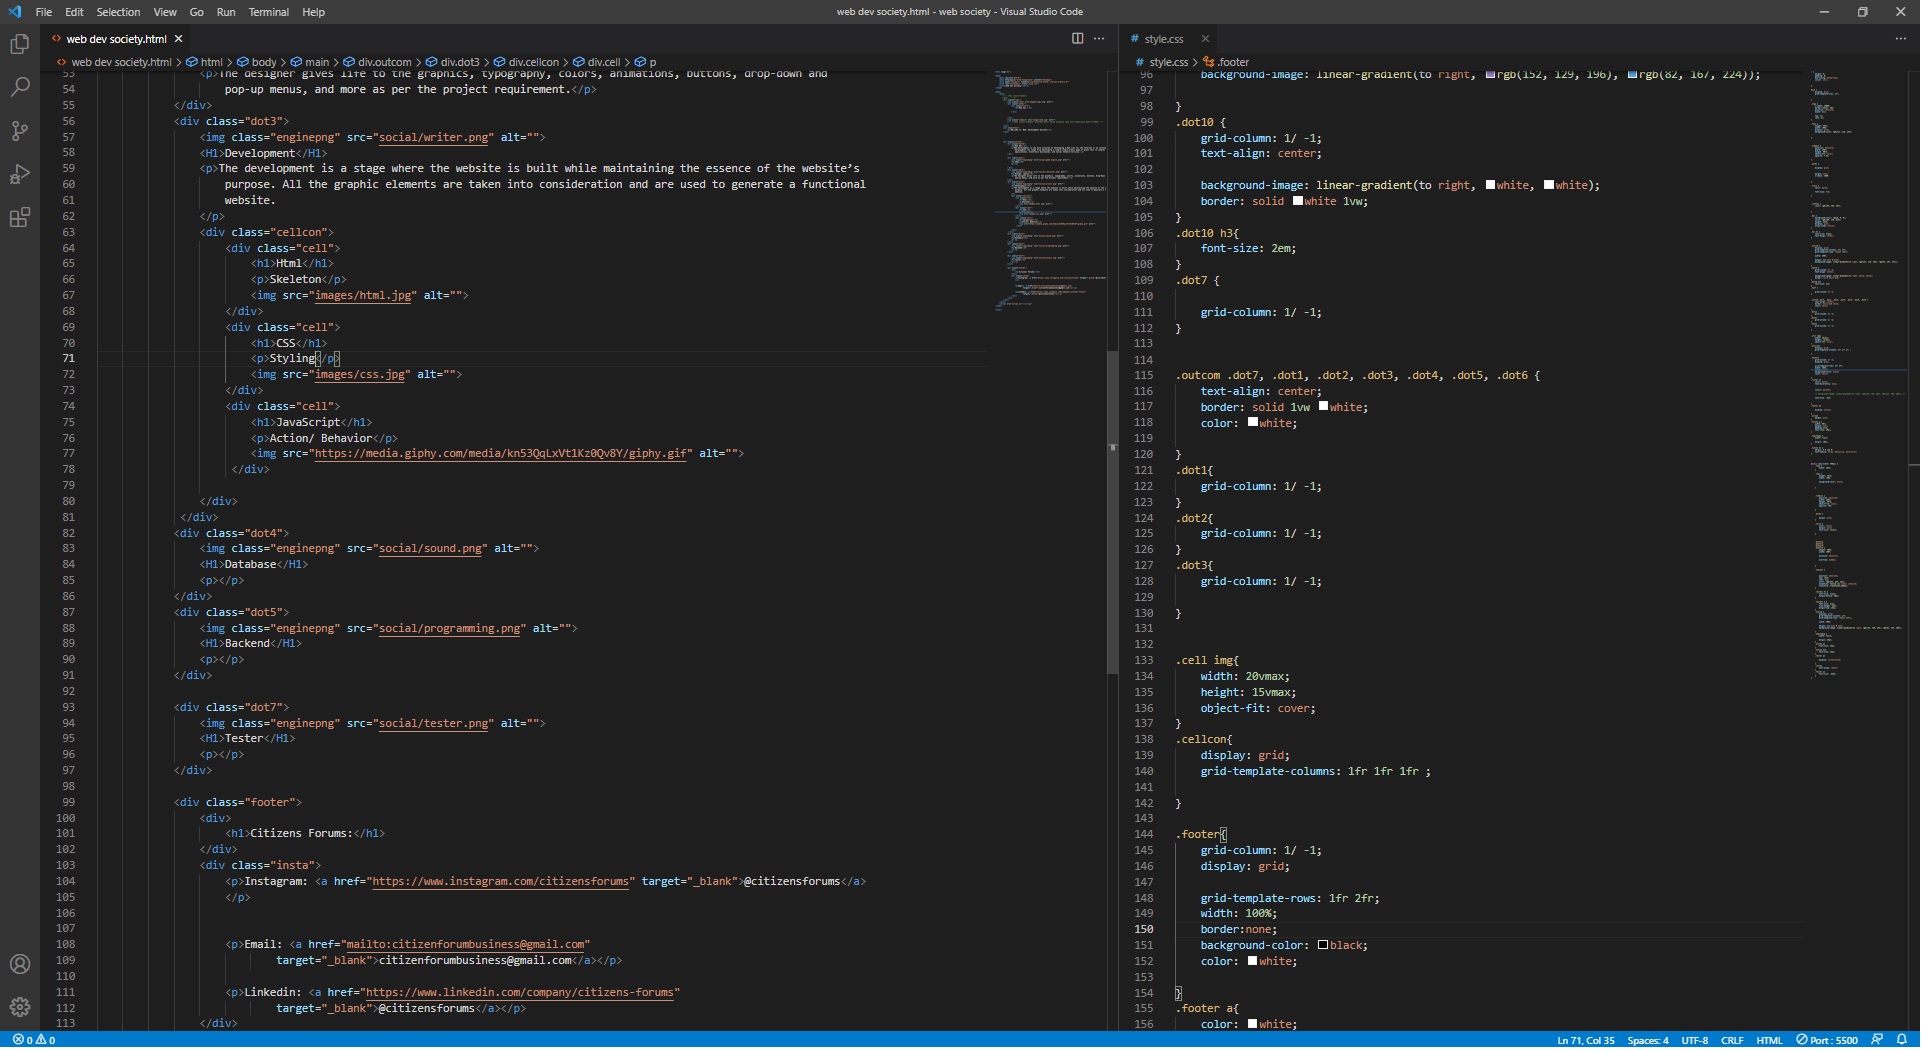 File Edit Selection View Go Run Terminal Help
web dev society.html - web society - Visual Studio Code
web dev society.html
web dev society.html > html > body > main > div.outcom > div.dot3 > div.cellcon > div.cell > p
53 <p>The designer gives life to the graphics, typography, colors, animations, buttons, drop-down and
54 pop-up menus, and more as per the project requirement.</p>
55 </div>
56 <div class="dot3">
57 <img class="enginepng" src="social/writer.png" alt="">
58 <H1>Development</H1>
59 <p>The development is a stage where the website is built while maintaining the essence of the website’s
60 purpose. All the graphic elements are taken into consideration and are used to generate a functional
61 website.
62 </p>
63 <div class="cellcon">
64 <div class="cell">
65 <h1>Html</h1>
66 <p>Skeleton</p>
67 <img src="images/html.jpg" alt="">
68 </div>
69 <div class="cell">
70 <h1>CSS</h1>
71 <p>Styling</p>
72 <img src="images/css.jpg" alt="">
73 </div>
74 <div class="cell">
75 <h1>JavaScript</h1>
76 <p>Action/ Behavior</p>
77 <img src="https://media.giphy.com/media/kn53QqLxVt1Kz0Qv8Y/giphy.gif" alt="">
78 </div>
79
80 </div>
81 </div>
82 <div class="dot4">
83 <img class="enginepng" src="social/sound.png" alt="">
84 <H1>Database</H1>
85 <p></p>
86 </div>
87 <div class="dot5">
88 <img class="enginepng" src="social/programming.png" alt="">
89 <H1>Backend</H1>
90 <p></p>
91 </div>
92
93 <div class="dot7">
94 <img class="enginepng" src="social/tester.png" alt="">
95 <H1>Tester</H1>
96 <p></p>
97 </div>
98
99 <div class="footer">
100 <div>
101 <h1>Citizens Forums:</h1>
102 </div>
103 <div class="insta">
104 <p>Instagram: <a href="https://www.instagram.com/citizensforums" target="_blank">@citizensforums</a>
105 </p>
106
107
108 <p>Email: <a href="mailto:citizenforumbusiness@gmail.com"
109 target="_blank">citizenforumbusiness@gmail.com</a></p>
110
111 <p>Linkedin: <a href="https://www.linkedin.com/company/citizens-forums"
112 target="_blank">@citizensforums</a></p>
113 </div>
# style.css
# style.css > .footer
96 background-image: linear-gradient(to right, rgb(152, 129, 196), rgb(82, 167, 224));
97
98 }
99 .dot10 {
100 grid-column: 1/ -1;
101 text-align: center;
102
103 background-image: linear-gradient(to right, white, white);
104 border: solid white 1vw;
105 }
106 .dot10 h3{
107 font-size: 2em;
108 }
109 .dot7 {
110
111 grid-column: 1/ -1;
112 }
113
114
115 .outcom .dot7, .dot1, .dot2, .dot3, .dot4, .dot5, .dot6 {
116 text-align: center;
117 border: solid 1vw white;
118 color: white;
119
120 }
121 .dot1{
122 grid-column: 1/ -1;
123 }
124 .dot2{
125 grid-column: 1/ -1;
126 }
127 .dot3{
128 grid-column: 1/ -1;
129
130 }
131
132
133 .cell img{
134 width: 20vmax;
135 height: 15vmax;
136 object-fit: cover;
137 }
138 .cellcon{
139 display: grid;
140 grid-template-columns: 1fr 1fr 1fr ;
141
142 }
143
144 .footer{
145 grid-column: 1/ -1;
146 display: grid;
147
148 grid-template-rows: 1fr 2fr;
149 width: 100%;
150 border:none;
151 background-color: black;
152 color: white;
153
154 }
155 .footer a{
156 color: white;
0 0
Ln 71, Col 35 Spaces: 4 UTF-8 CRLF HTML Port : 5500